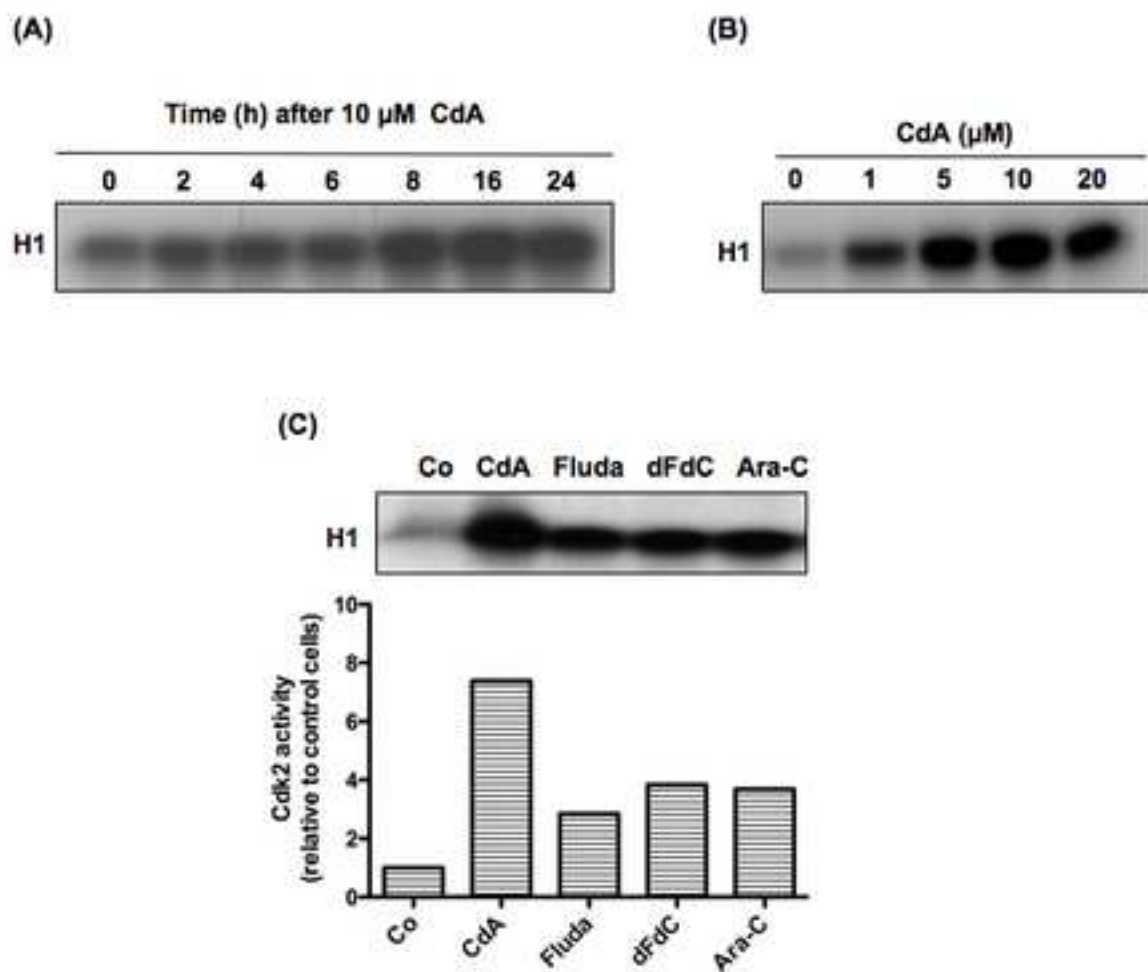 (A)
Time (h) after 10 µM CdA
0 2 4 6 8 16 24
H1
(B)
CdA (µM)
0 1 5 10 20
H1
(C)
Co CdA Fluda dFdC Ara-C
H1
Cdk2 activity
(relative to control cells)
10
8
6
4
2
0
Co CdA Fluda dFdC Ara-C